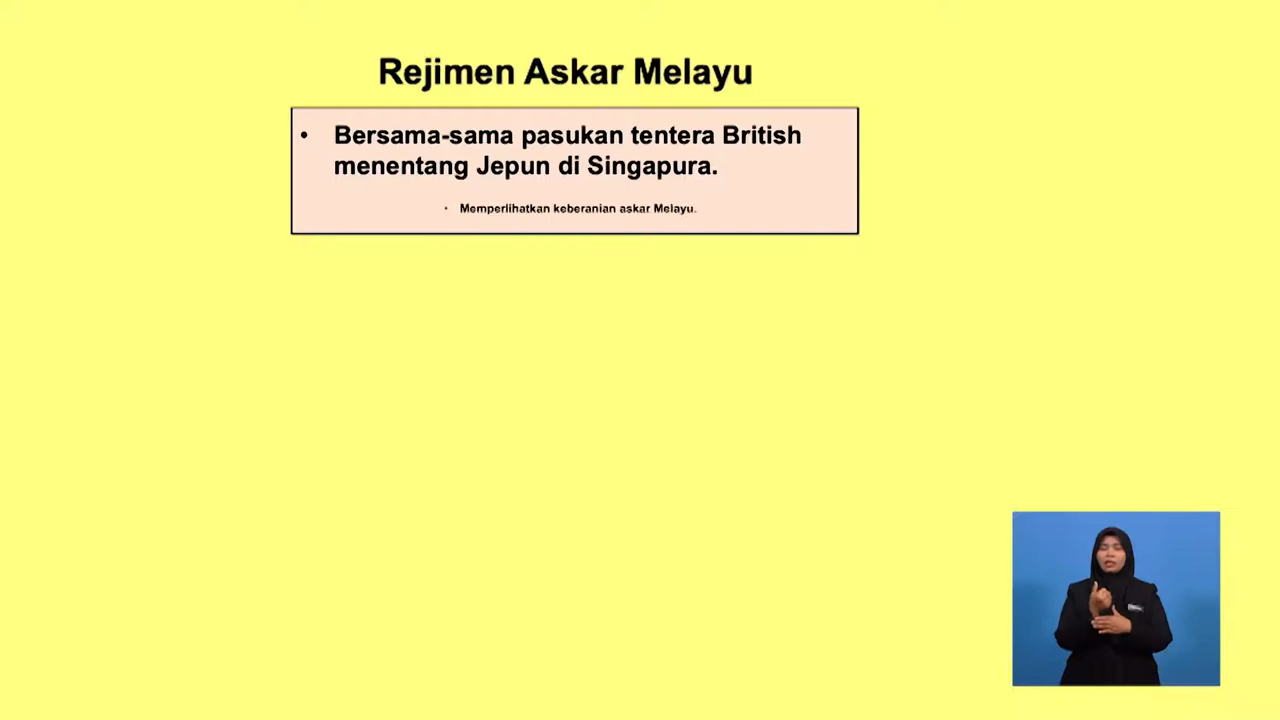 Rejimen Askar Melayu
• Bersama-sama pasukan tentera British
menentang Jepun di Singapura.
• Memperlihatkan keberanian askar Melayu.